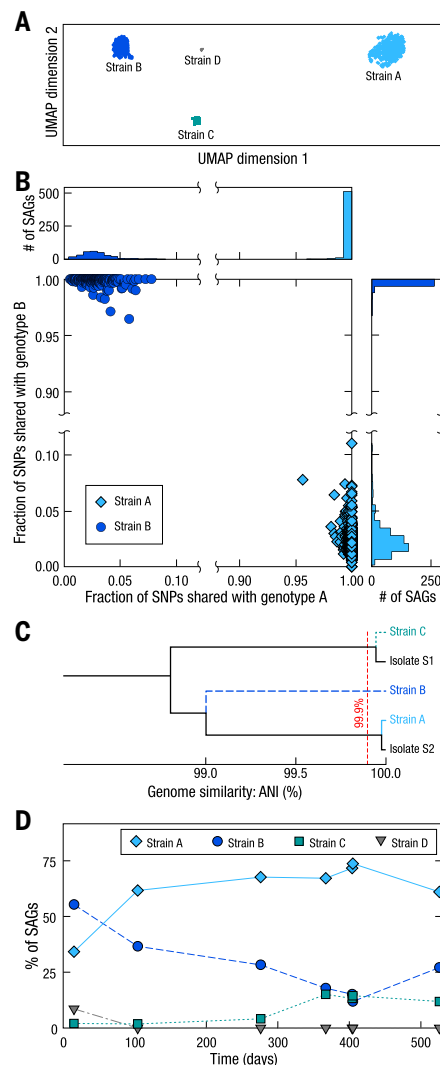 A
UMAP dimension 2
Strain B
Strain D
Strain A
Strain C
UMAP dimension 1
B
# of SAGs
500
0
Fraction of SNPs shared with genotype B
1.00
0.95
0.90
0.10
0.05
0.00
Strain A
Strain B
0.00 0.05 0.10 0.90 0.95 1.00 0 250
Fraction of SNPs shared with genotype A # of SAGs
C
Strain C
Isolate S1
Strain B
99.9%
Strain A
Isolate S2
99.0 99.5 100.0
Genome similarity: ANI (%)
D
Strain A Strain B Strain C Strain D
% of SAGs
75
50
25
0
0 100 200 300 400 500
Time (days)